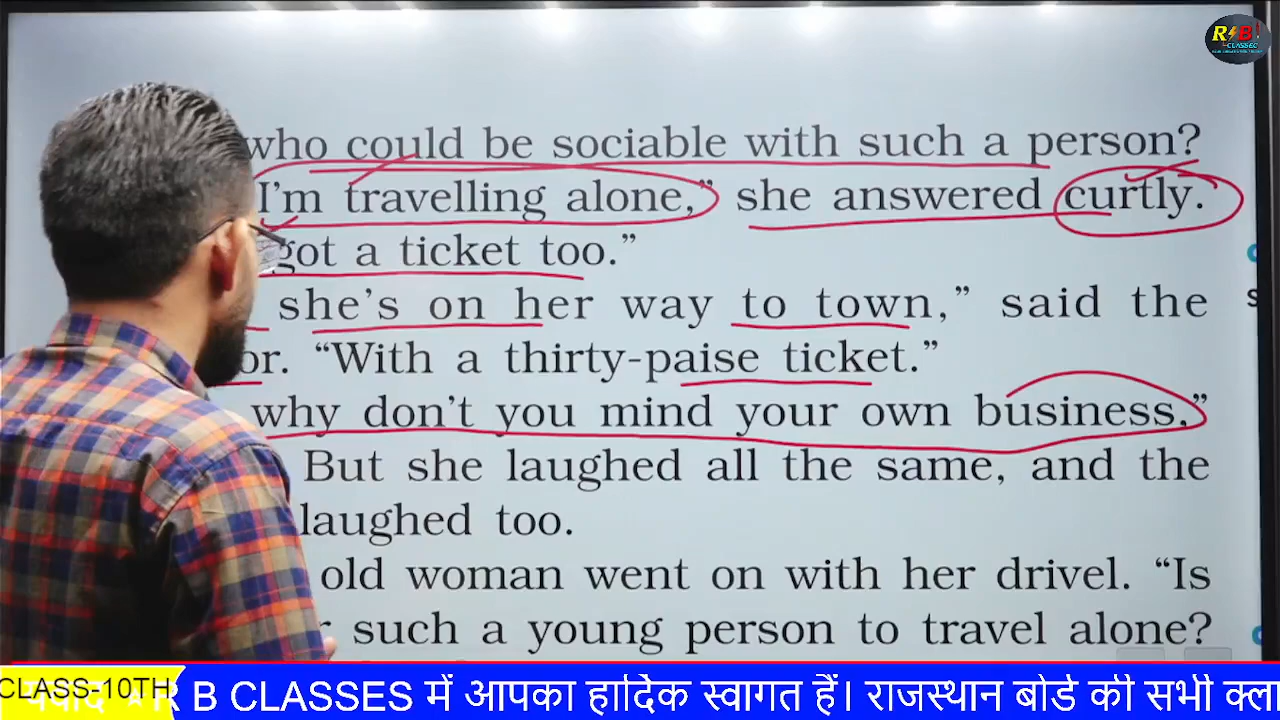 R B
CLASSES
who could be sociable with such a person?
I'm travelling alone,” she answered curtly.
got a ticket too.”
she's on her way to town,” said the
or. “With a thirty-paise ticket.”
why don't you mind your own business,”
But she laughed all the same, and the
laughed too.
old woman went on with her drivel. “Is
r such a young person to travel alone?
CLASS-10TH
R B CLASSES में आपका हार्दिक स्वागत हैं। राजस्थान बोर्ड की सभी क्ला